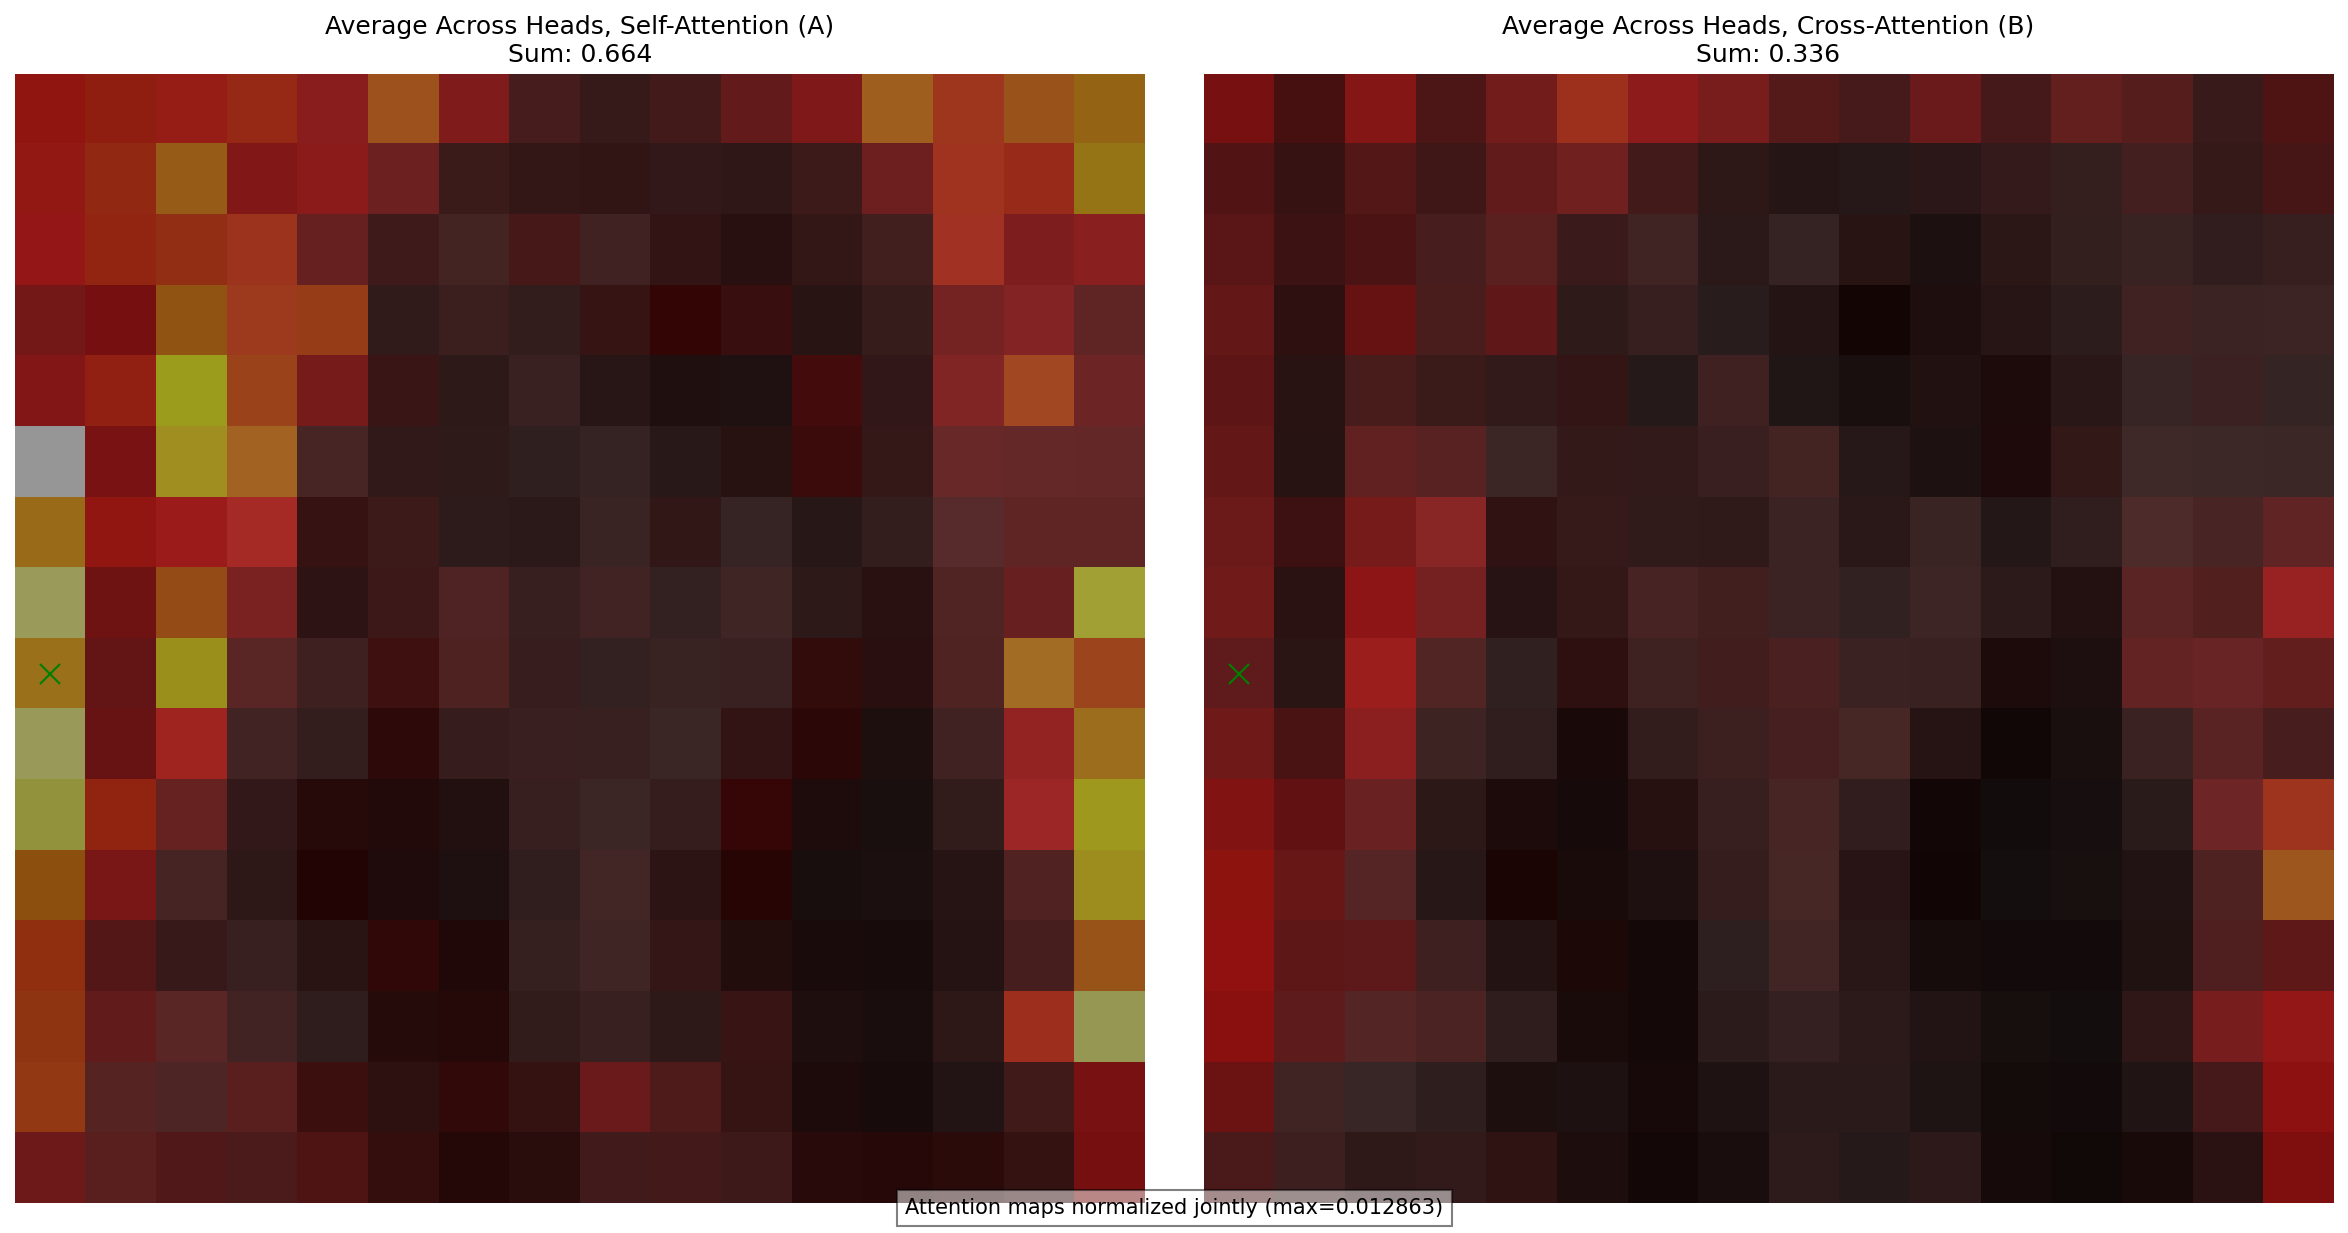 Average Across Heads, Self-Attention (A)
Sum: 0.664
Average Across Heads, Cross-Attention (B)
Sum: 0.336
Attention maps normalized jointly (max=0.012863)